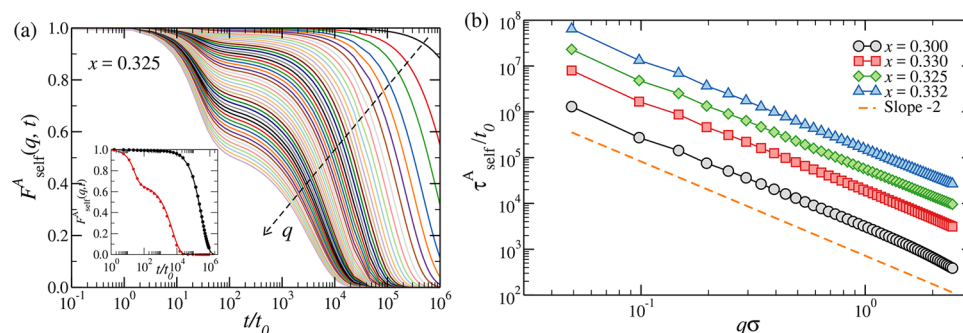 (a)
F^A_self(q, t)
1.0
0.8
0.6
0.4
0.2
0.0
x = 0.325
q
F^A_self(q,t)
1.0
0.8
0.6
0.4
0.2
0.0
10^0 10^2 10^4 10^6
t/t_0
10^-1 10^0 10^1 10^2 10^3 10^4 10^5 10^6
t/t_0
(b)
τ^A_self/t_0
10^8
10^7
10^6
10^5
10^4
10^3
10^2
x = 0.300
x = 0.330
x = 0.325
x = 0.332
Slope -2
10^-1 10^0
qσ